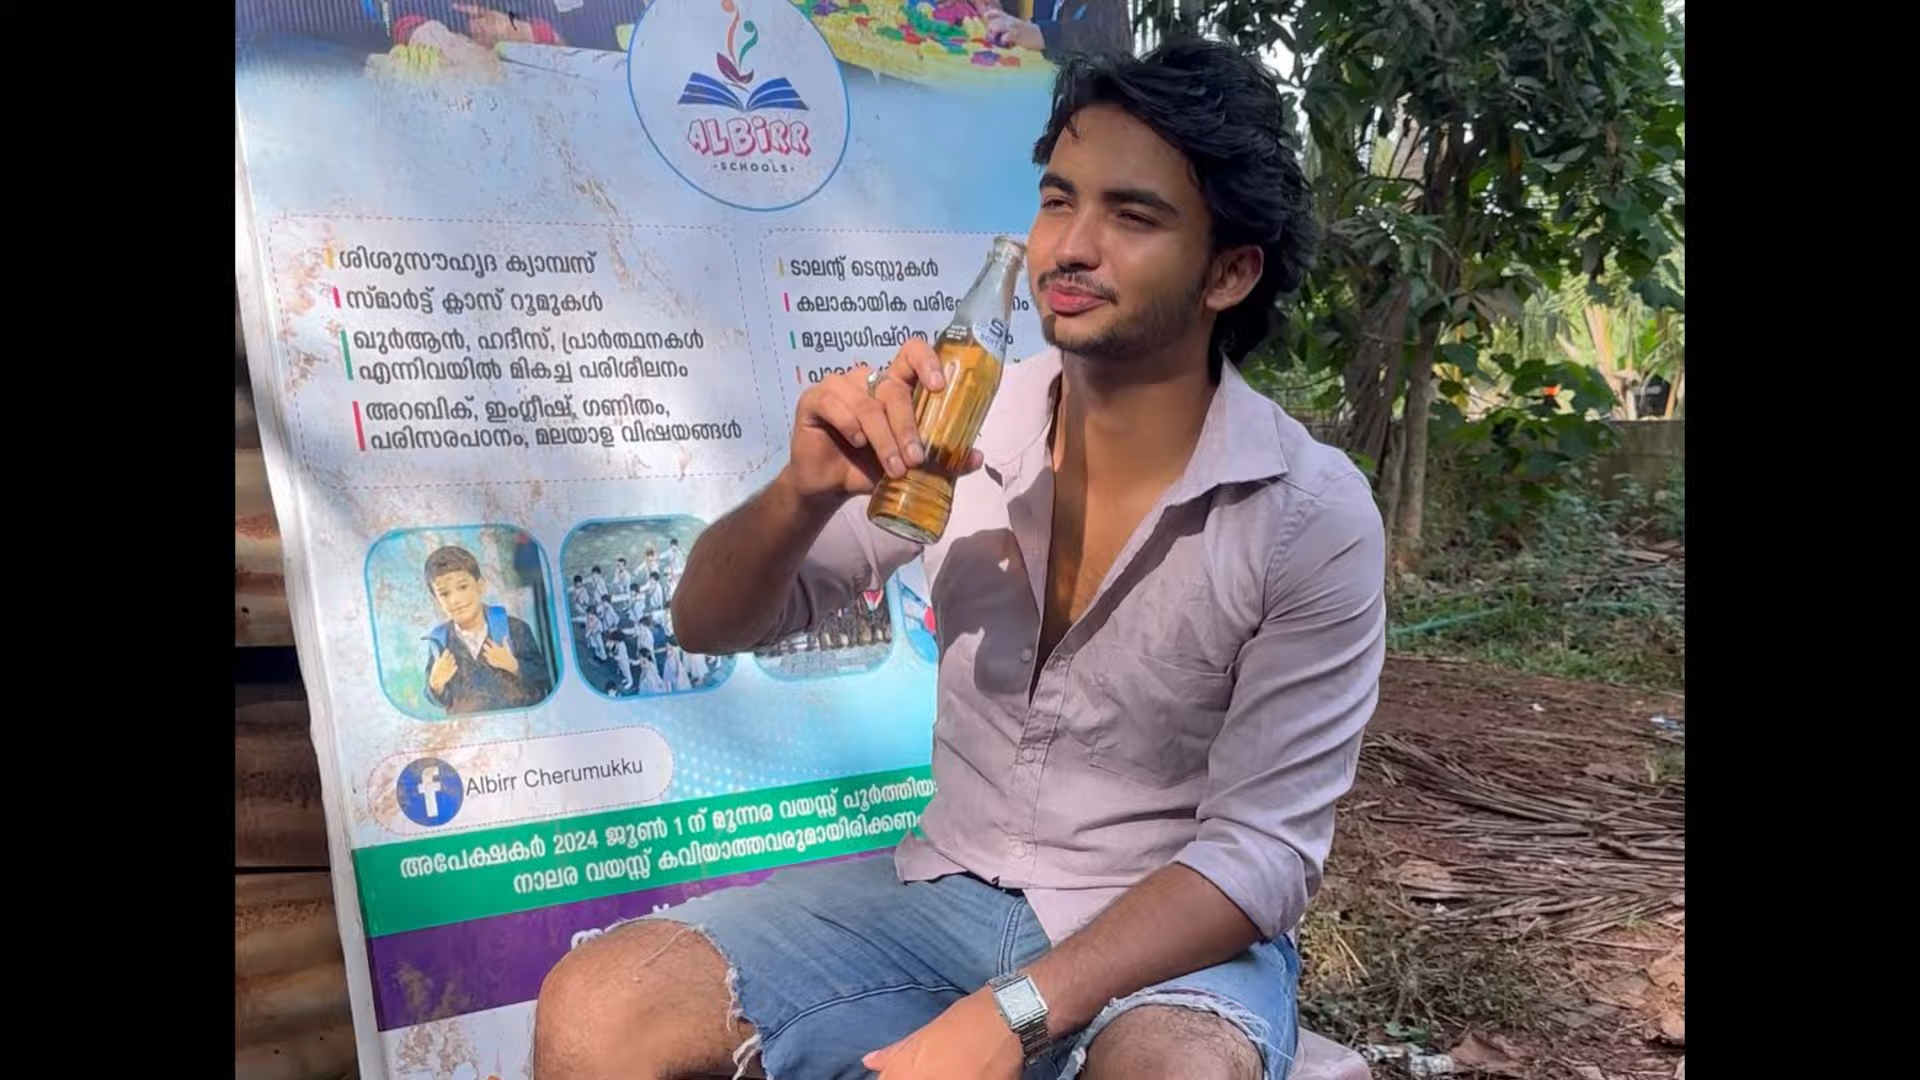 ALBiRR
·SCHOOLS·
ശിശുസൗഹൃദ ക്യാമ്പസ്
സ്മാർട്ട് ക്ലാസ് റൂമുകൾ
ഖുർആൻ, ഹദീസ്, പ്രാർത്ഥനകൾ
എന്നിവയിൽ മികച്ച പരിശീലനം
അറബിക്, ഇംഗ്ലീഷ്, ഗണിതം,
പരിസരപഠനം, മലയാള വിഷയങ്ങൾ
ടാലന്റ് ടെസ്റ്റുകൾ
കലാകായിക
മൂല്യാധിഷ്ഠിത
Albirr Cherumukku
അപേക്ഷകർ 2024 ജൂൺ 1 ന് മൂന്നര വയസ്സ്
നാലര വയസ്സ് കവിയാത്തവരുമായിരിക്കണം